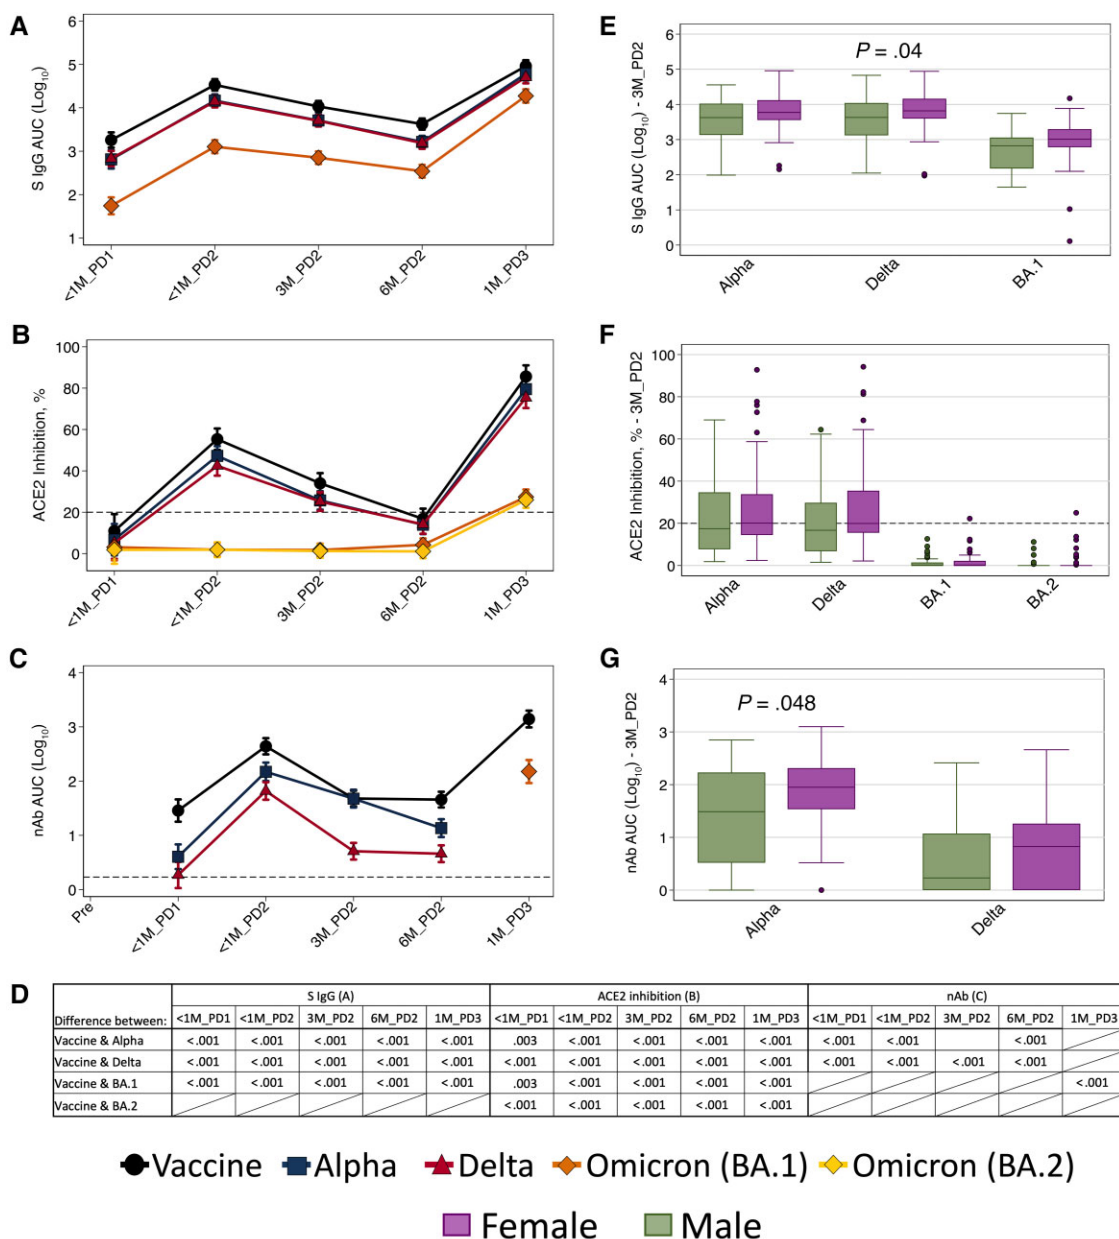 A
S IgG AUC (Log10)
6
5
4
3
2
1
<1M_PD1
<1M_PD2
3M_PD2
6M_PD2
1M_PD3
E
S IgG AUC (Log10) - 3M_PD2
P = .04
6
5
4
3
2
1
0
Alpha
Delta
BA.1
B
ACE2 Inhibition, %
100
80
60
40
20
0
<1M_PD1
<1M_PD2
3M_PD2
6M_PD2
1M_PD3
F
ACE2 Inhibition, % - 3M_PD2
100
80
60
40
20
0
Alpha
Delta
BA.1
BA.2
C
nAb AUC (Log10)
4
3
2
1
0
Pre
<1M_PD1
<1M_PD2
3M_PD2
6M_PD2
1M_PD3
G
nAb AUC (Log10) - 3M_PD2
P = .048
4
3
2
1
0
Alpha
Delta
D
S IgG (A) ACE2 inhibition (B) nAb (C)
Difference between: <1M_PD1 <1M_PD2 3M_PD2 6M_PD2 1M_PD3 <1M_PD1 <1M_PD2 3M_PD2 6M_PD2 1M_PD3 <1M_PD1 <1M_PD2 3M_PD2 6M_PD2 1M_PD3
Vaccine & Alpha <.001 <.001 <.001 <.001 <.001 .003 <.001 <.001 <.001 <.001 <.001 <.001 <.001
Vaccine & Delta <.001 <.001 <.001 <.001 <.001 <.001 <.001 <.001 <.001 <.001 <.001 <.001 <.001 <.001
Vaccine & BA.1 <.001 <.001 <.001 <.001 <.001 .003 <.001 <.001 <.001 <.001 <.001
Vaccine & BA.2 <.001 <.001 <.001 <.001 <.001
Vaccine Alpha Delta Omicron (BA.1) Omicron (BA.2)
Female Male